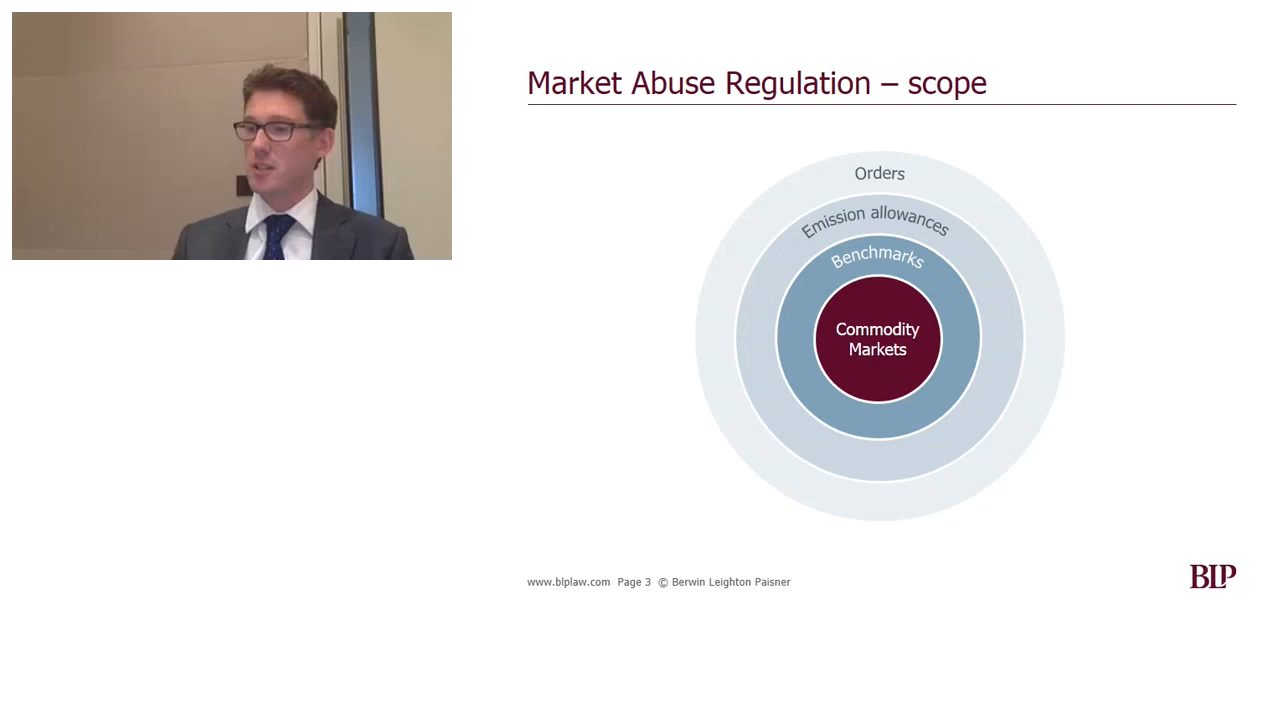 Market Abuse Regulation – scope
Orders
Emission allowances
Benchmarks
Commodity
Markets
www.blplaw.com Page 3 © Berwin Leighton Paisner
BLP